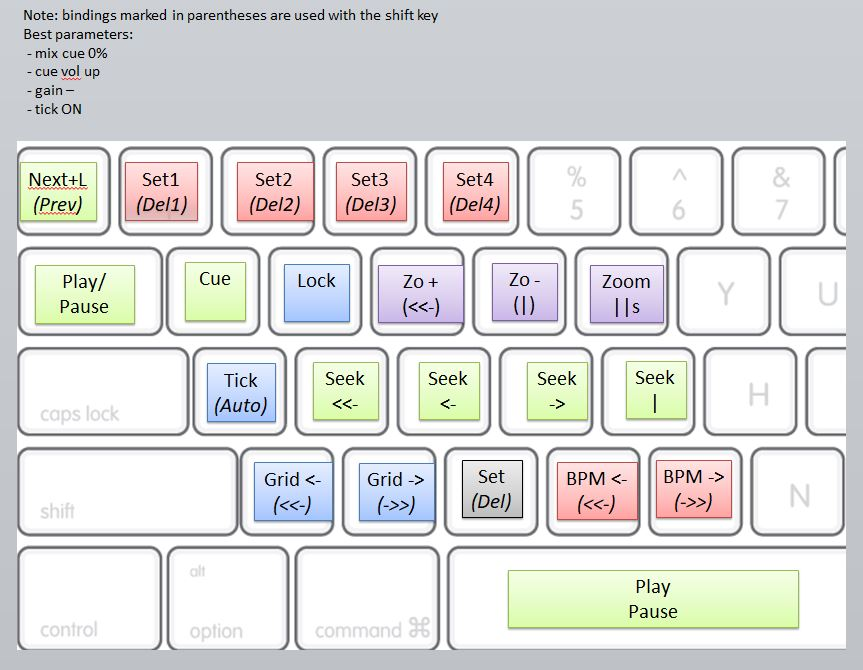 Note: bindings marked in parentheses are used with the shift key
Best parameters:
- mix cue 0%
- cue vol up
- gain –
- tick ON
Next+L
(Prev)
Set1
(Del1)
Set2
(Del2)
Set3
(Del3)
Set4
(Del4)
%
5
^
6
&
7
Play/
Pause
Cue
Lock
Zo +
(<<-)
Zo -
(|)
Zoom
||s
Y
U
caps lock
Tick
(Auto)
Seek
<<-
Seek
<-
Seek
->
Seek
|
H
shift
Grid <-
(<<-)
Grid ->
(->>)
Set
(Del)
BPM <-
(<<-)
BPM ->
(->>)
N
control
alt
option
command ⌘
Play
Pause